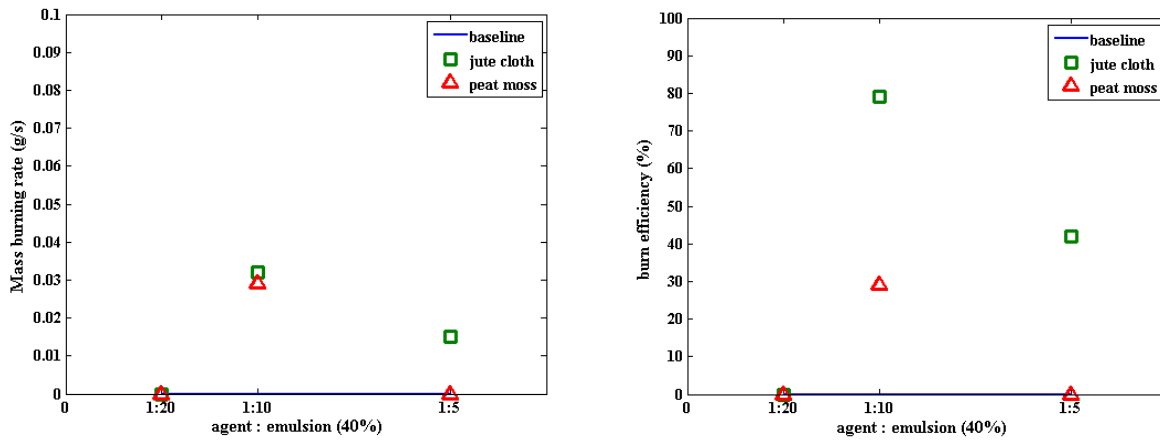 0.1
0.09
0.08
0.07
0.06
0.05
0.04
0.03
0.02
0.01
0
Mass burning rate (g/s)
baseline
jute cloth
peat moss
0 1:20 1:10 1:5
agent : emulsion (40%)
100
90
80
70
60
50
40
30
20
10
0
burn efficiency (%)
baseline
jute cloth
peat moss
0 1:20 1:10 1:5
agent : emulsion (40%)